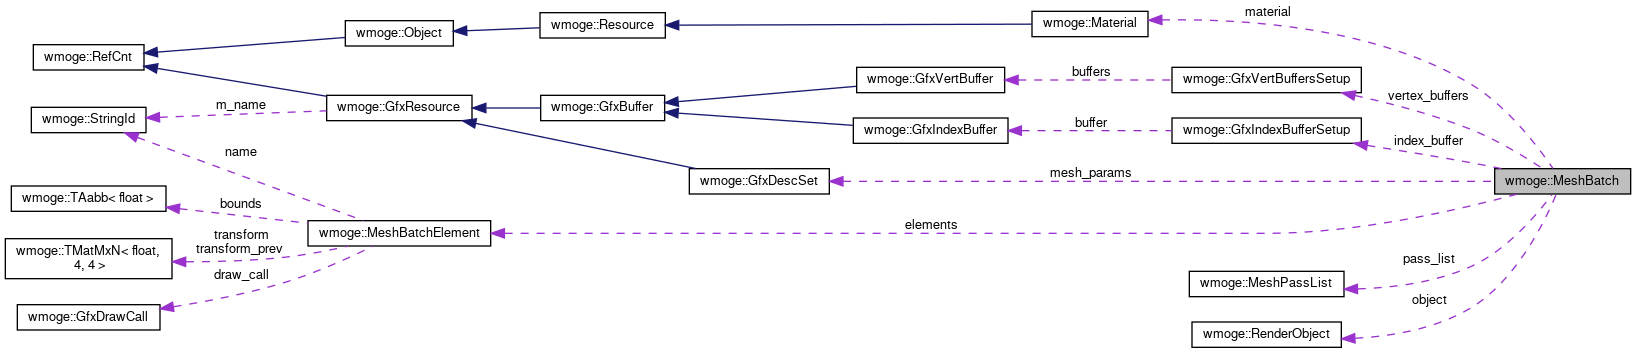 material
wmoge::Material
wmoge::Resource
wmoge::Object
wmoge::RefCnt
buffers
wmoge::GfxVertBuffer
wmoge::GfxVertBuffersSetup
vertex_buffers
m_name
wmoge::GfxResource
wmoge::GfxBuffer
wmoge::StringId
buffer
wmoge::GfxIndexBuffer
wmoge::GfxIndexBufferSetup
index_buffer
name
mesh_params
wmoge::GfxDescSet
wmoge::MeshBatch
wmoge::TAabb< float >
bounds
elements
wmoge::MeshBatchElement
transform
transform_prev
wmoge::TMatMxN< float,
4, 4 >
draw_call
pass_list
wmoge::MeshPassList
object
wmoge::GfxDrawCall
wmoge::RenderObject